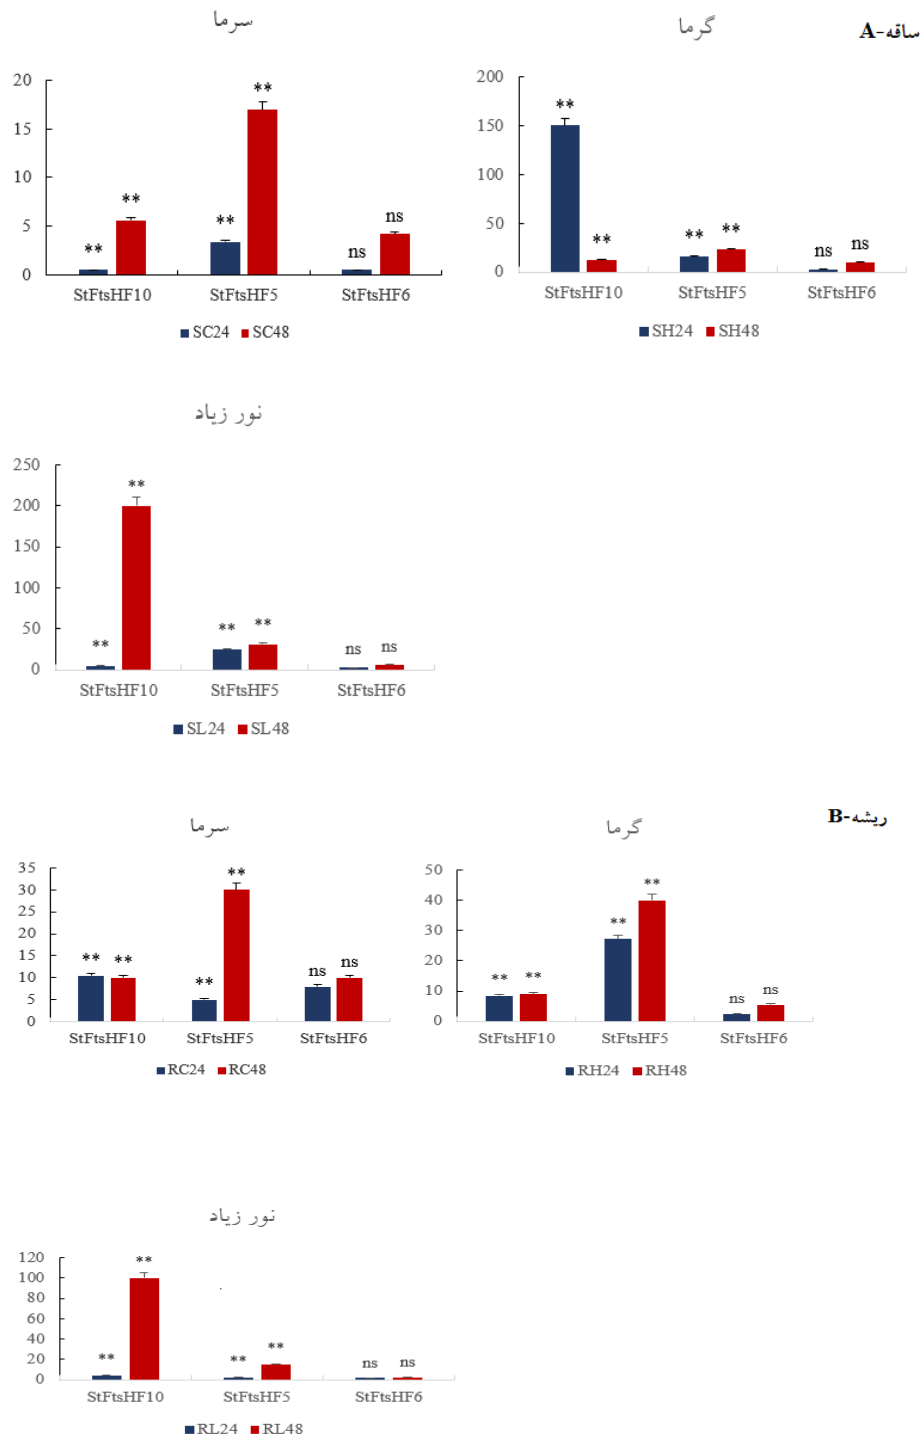 سرما
گرما
A-ساقه
20
15
10
5
0
**
**
**
**
ns
ns
StFtsHF10 StFtsHF5 StFtsHF6
SC24 SC48
200
150
100
50
0
**
**
**
**
ns
ns
StFtsHF10 StFtsHF5 StFtsHF6
SH24 SH48
نور زیاد
250
200
150
100
50
0
**
**
**
**
ns
ns
StFtsHF10 StFtsHF5 StFtsHF6
SL24 SL48
سرما
گرما
B-ریشه
35
30
25
20
15
10
5
0
**
**
**
**
ns
ns
StFtsHF10 StFtsHF5 StFtsHF6
RC24 RC48
50
40
30
20
10
0
**
**
**
**
ns
ns
StFtsHF10 StFtsHF5 StFtsHF6
RH24 RH48
نور زیاد
120
100
80
60
40
20
0
**
**
**
**
ns
ns
StFtsHF10 StFtsHF5 StFtsHF6
RL24 RL48